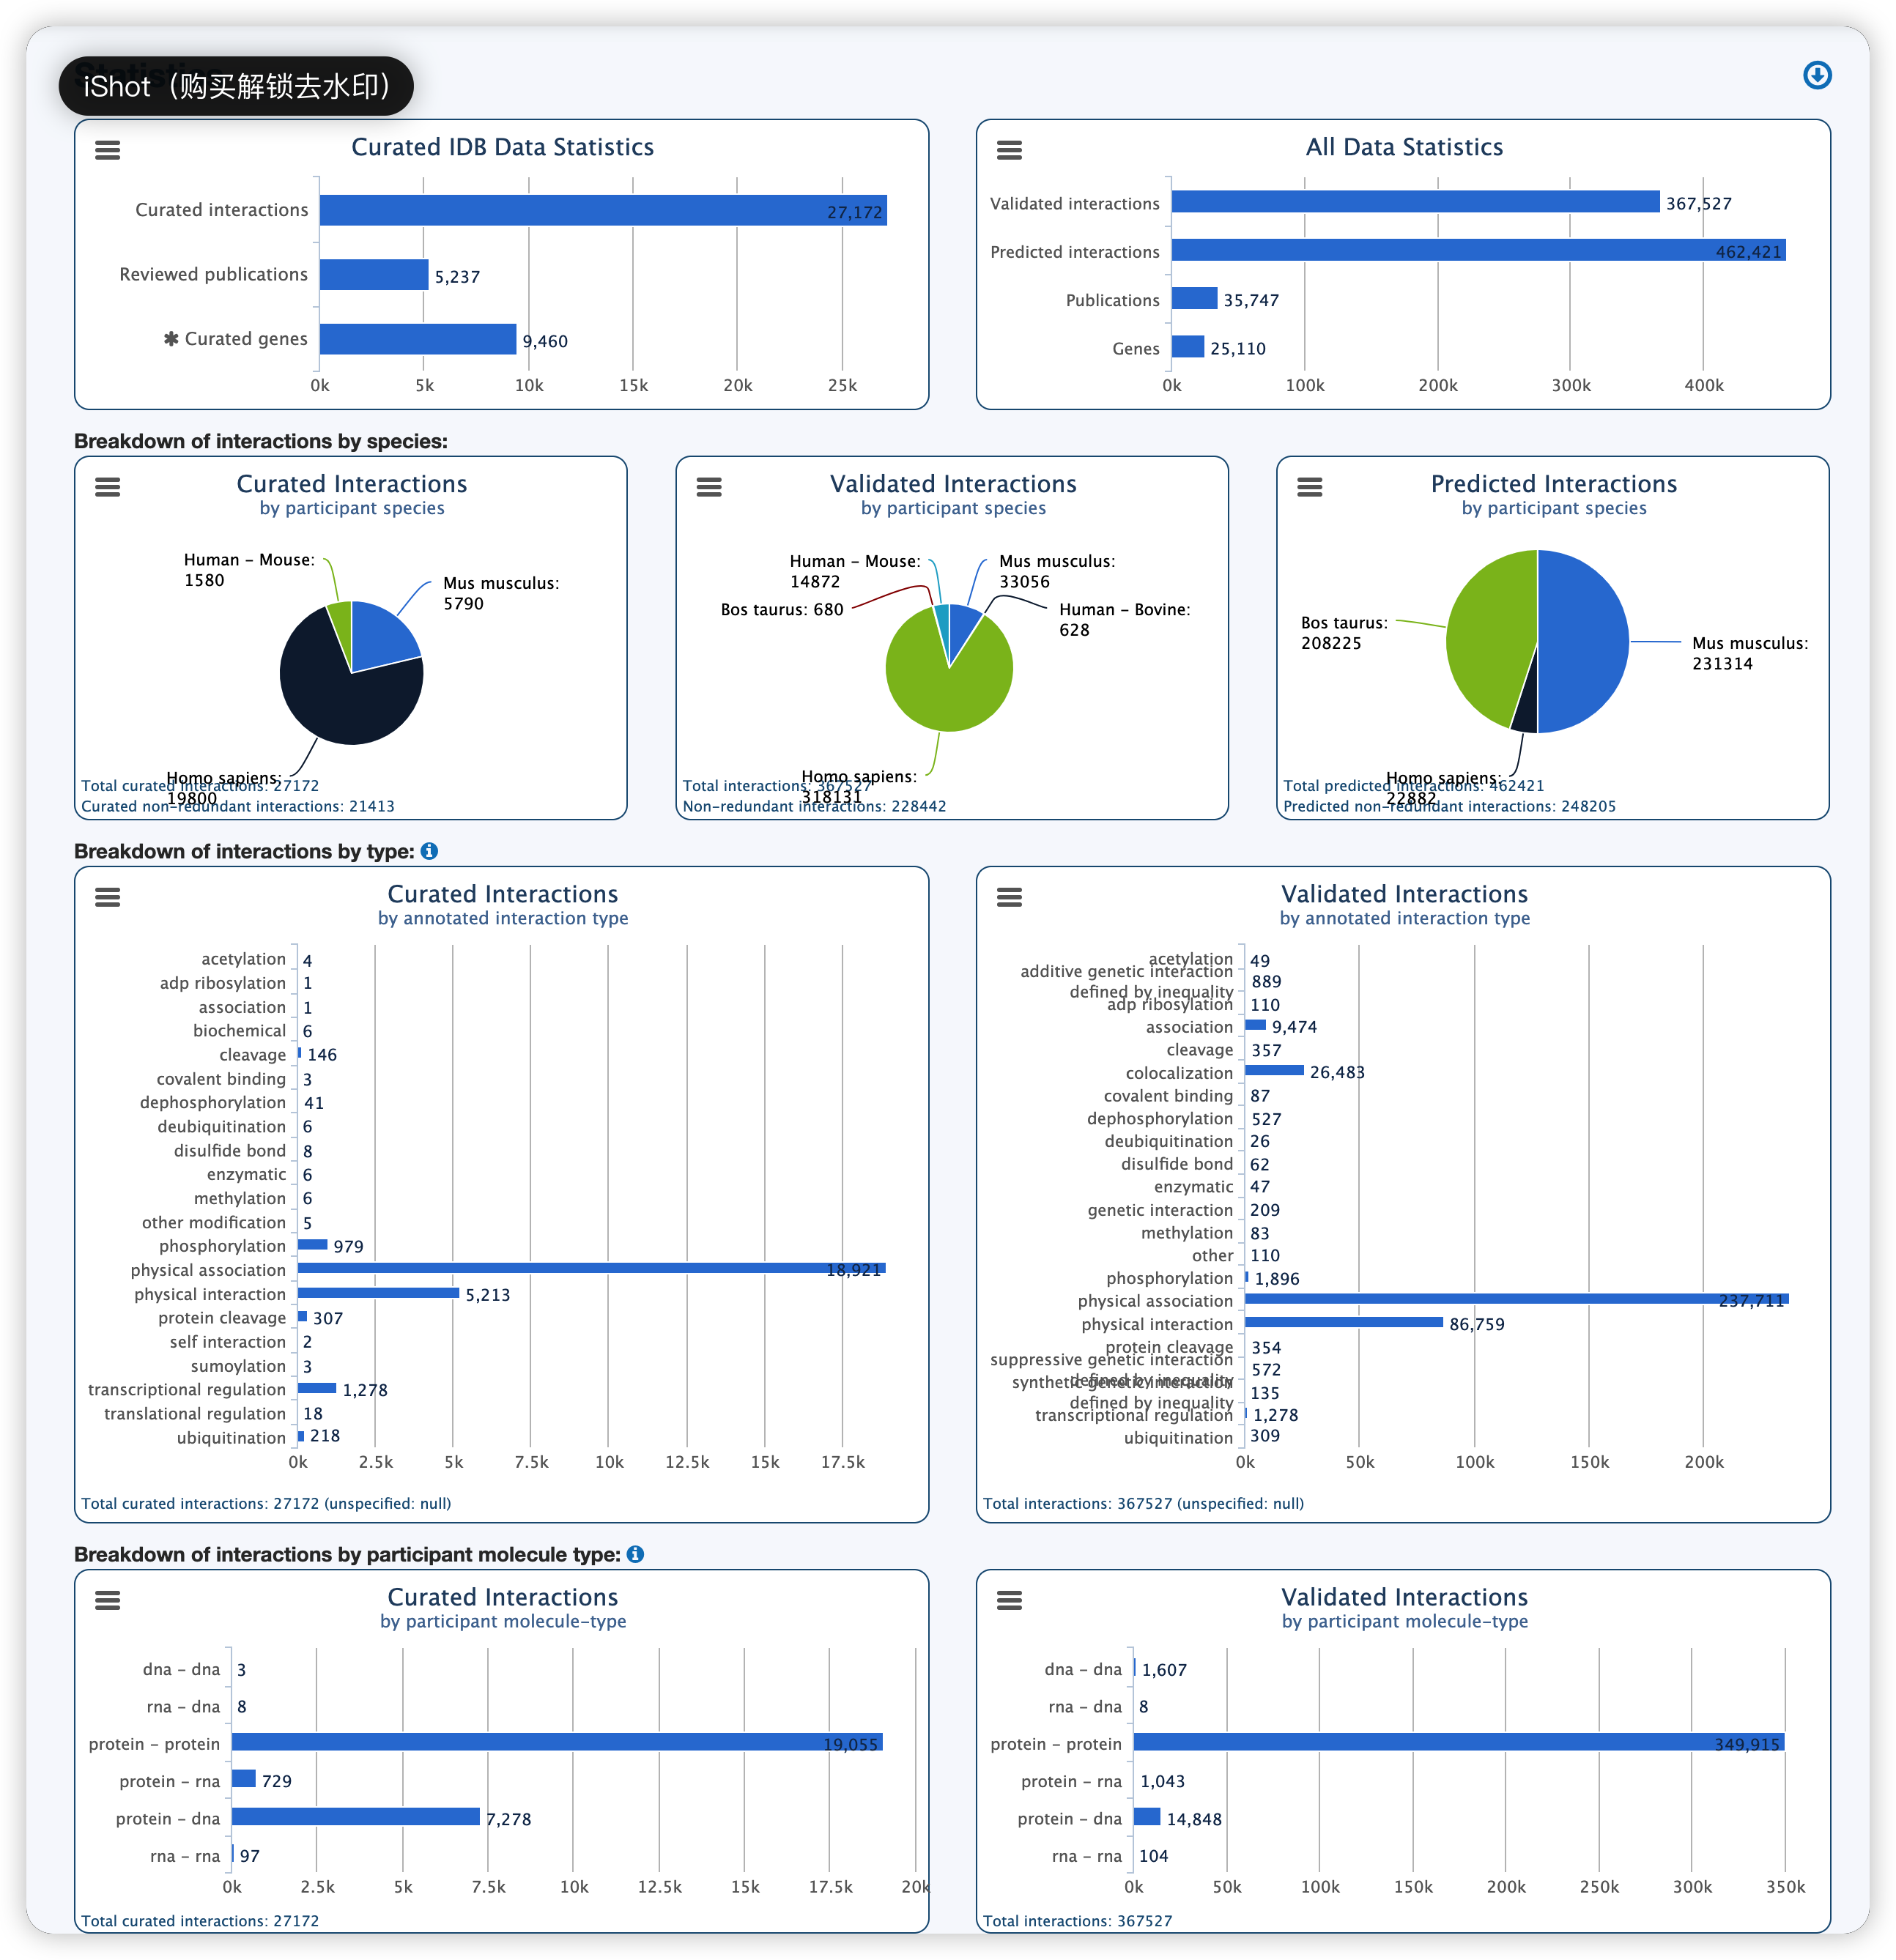 iShot（购买解锁去水印）
Curated IDB Data Statistics
Curated interactions
27,172
Reviewed publications
5,237
✱ Curated genes
9,460
0k 5k 10k 15k 20k 25k
All Data Statistics
Validated interactions
367,527
Predicted interactions
462,421
Publications
35,747
Genes
25,110
0k 100k 200k 300k 400k
Breakdown of interactions by species:
Curated Interactions
by participant species
Human – Mouse:
1580
Mus musculus:
5790
Homo sapiens:
19800
Total curated interactions: 27172
Curated non-redundant interactions: 21413
Validated Interactions
by participant species
Human – Mouse:
14872
Mus musculus:
33056
Bos taurus: 680
Human – Bovine:
628
Homo sapiens:
318131
Total interactions: 367527
Non-redundant interactions: 228442
Predicted Interactions
by participant species
Bos taurus:
208225
Mus musculus:
231314
Homo sapiens:
22882
Total predicted interactions: 462421
Predicted non-redundant interactions: 248205
Breakdown of interactions by type:
Curated Interactions
by annotated interaction type
acetylation 4
adp ribosylation 1
association 1
biochemical 6
cleavage 146
covalent binding 3
dephosphorylation 41
deubiquitination 6
disulfide bond 8
enzymatic 6
methylation 6
other modification 5
phosphorylation 979
physical association 18,921
physical interaction 5,213
protein cleavage 307
self interaction 2
sumoylation 3
transcriptional regulation 1,278
translational regulation 18
ubiquitination 218
0k 2.5k 5k 7.5k 10k 12.5k 15k 17.5k
Total curated interactions: 27172 (unspecified: null)
Validated Interactions
by annotated interaction type
acetylation 49
additive genetic interaction
defined by inequality 889
adp ribosylation 110
association 9,474
cleavage 357
colocalization 26,483
covalent binding 87
dephosphorylation 527
deubiquitination 26
disulfide bond 62
enzymatic 47
genetic interaction 209
methylation 83
other 110
phosphorylation 1,896
physical association 237,711
physical interaction 86,759
protein cleavage 354
suppressive genetic interaction
defined by inequality 572
synthetic genetic interaction
defined by inequality 135
transcriptional regulation 1,278
ubiquitination 309
0k 50k 100k 150k 200k
Total interactions: 367527 (unspecified: null)
Breakdown of interactions by participant molecule type:
Curated Interactions
by participant molecule-type
dna – dna 3
rna – dna 8
protein – protein 19,055
protein – rna 729
protein – dna 7,278
rna – rna 97
0k 2.5k 5k 7.5k 10k 12.5k 15k 17.5k 20k
Total curated interactions: 27172
Validated Interactions
by participant molecule-type
dna – dna 1,607
rna – dna 8
protein – protein 349,915
protein – rna 1,043
protein – dna 14,848
rna – rna 104
0k 50k 100k 150k 200k 250k 300k 350k
Total interactions: 367527